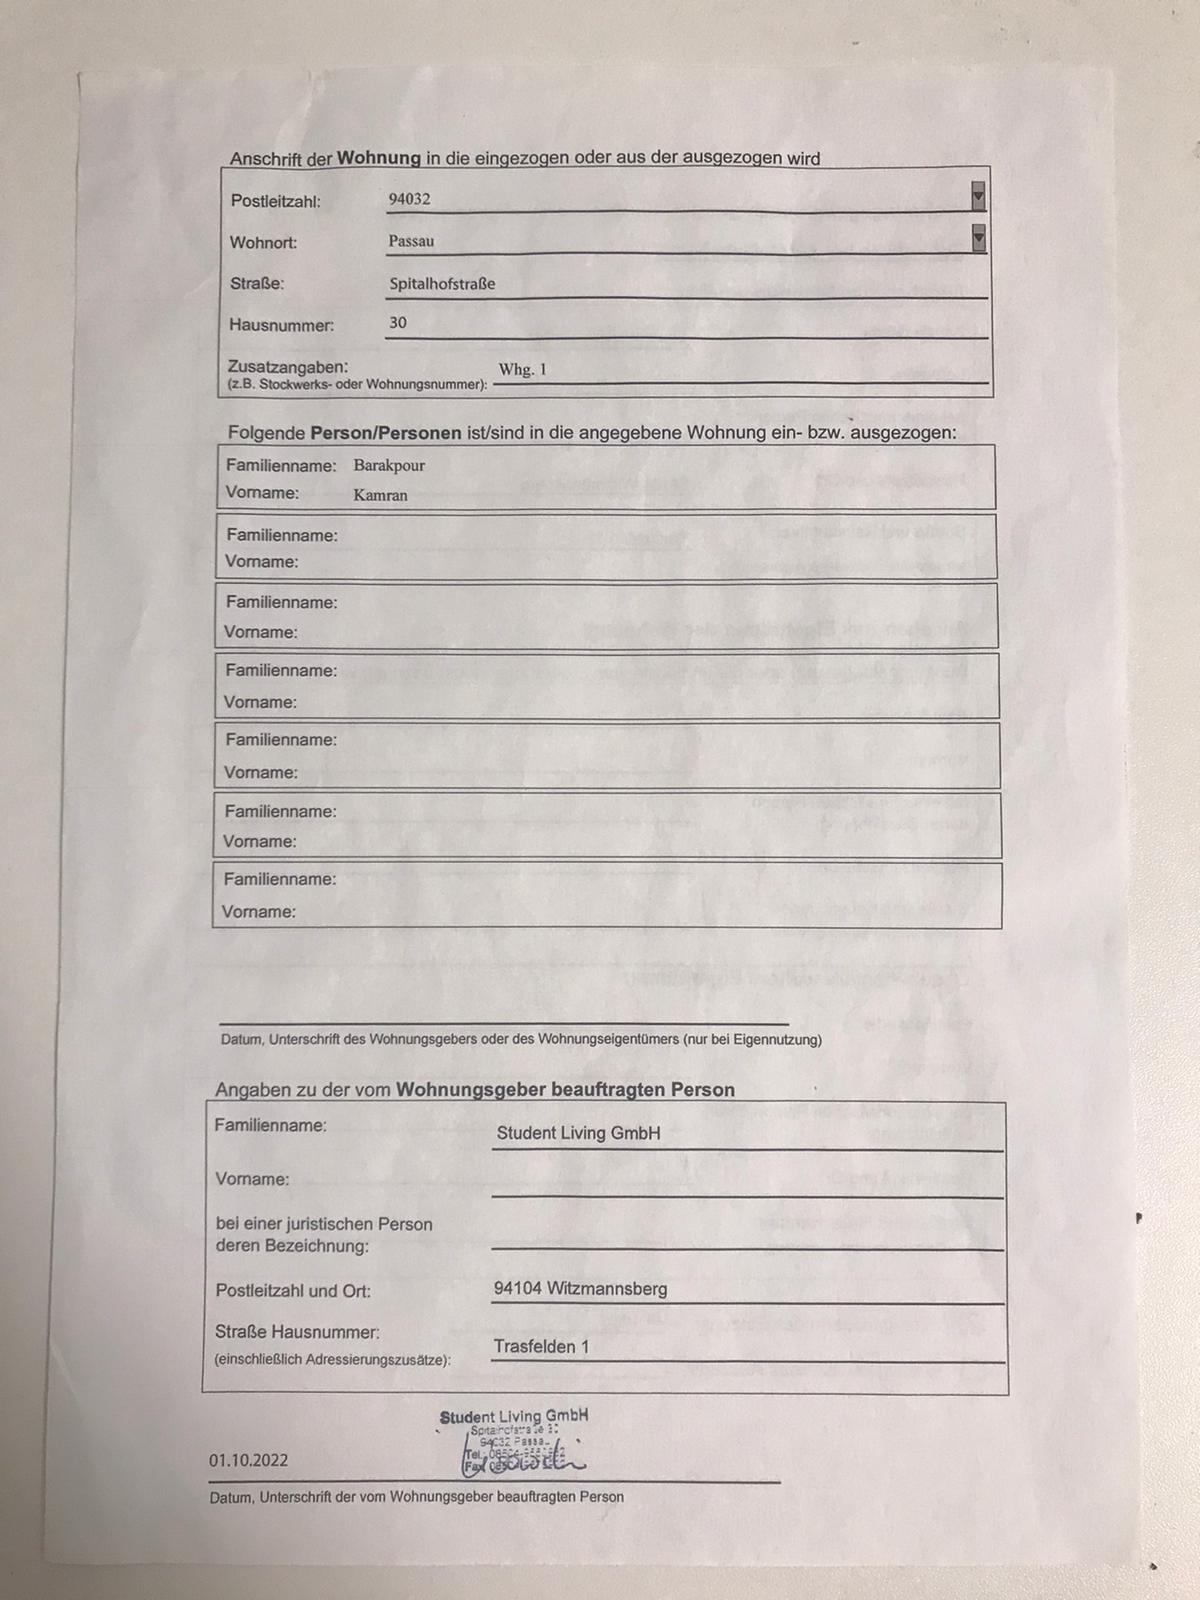 Anschrift der Wohnung in die eingezogen oder aus der ausgezogen wird
Postleitzahl: 94032
Wohnort: Passau
Straße: Spitalhofstraße
Hausnummer: 30
Zusatzangaben: Whg. 1
(z.B. Stockwerks- oder Wohnungsnummer):
Folgende Person/Personen ist/sind in die angegebene Wohnung ein- bzw. ausgezogen:
Familienname: Barakpour
Vorname: Kamran
Familienname:
Vorname:
Familienname:
Vorname:
Familienname:
Vorname:
Familienname:
Vorname:
Familienname:
Vorname:
Familienname:
Vorname:
Datum, Unterschrift des Wohnungsgebers oder des Wohnungseigentümers (nur bei Eigennutzung)
Angaben zu der vom Wohnungsgeber beauftragten Person
Familienname: Student Living GmbH
Vorname:
bei einer juristischen Person
deren Bezeichnung:
Postleitzahl und Ort: 94104 Witzmannsberg
Straße Hausnummer: Trasfelden 1
(einschließlich Adressierungszusätze):
Student Living GmbH
94032
Tel.
Fax
01.10.2022
Datum, Unterschrift der vom Wohnungsgeber beauftragten Person